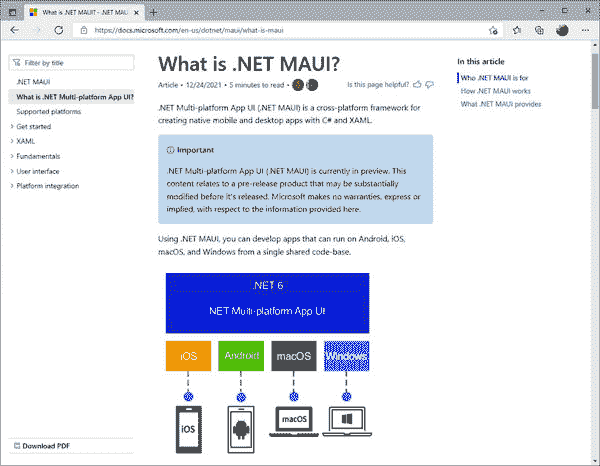 What is .NET MAUI? - .NET MAUI
https://docs.microsoft.com/en-us/dotnet/maui/what-is-maui
Filter by title
.NET MAUI
What is .NET Multi-platform App UI?
Supported platforms
Get started
XAML
Fundamentals
User interface
Platform integration
Download PDF
What is .NET MAUI?
Article • 12/24/2021 • 5 minutes to read •
Is this page helpful?
.NET Multi-platform App UI (.NET MAUI) is a cross-platform framework for
creating native mobile and desktop apps with C# and XAML.
Important
.NET Multi-platform App UI (.NET MAUI) is currently in preview. This
content relates to a pre-release product that may be substantially
modified before it's released. Microsoft makes no warranties, express or
implied, with respect to the information provided here.
Using .NET MAUI, you can develop apps that can run on Android, iOS,
macOS, and Windows from a single shared code-base.
.NET 6
.NET Multi-platform App UI
iOS
Android
macOS
Windows
iOS
macOS
In this article
Who .NET MAUI is for
How .NET MAUI works
What .NET MAUI provides